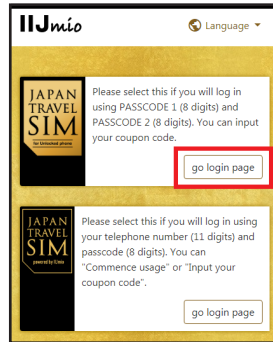 IIJmio
Language
JAPAN
TRAVEL
SIM
for Unlocked phone
Please select this if you will log in
using PASSCODE 1 (8 digits) and
PASSCODE 2 (8 digits). You can input
your coupon code.
go login page
JAPAN
TRAVEL
SIM
powered by IIJmio
Please select this if you will log in using
your telephone number (11 digits) and
passcode (8 digits). You can
"Commence usage" or "Input your
coupon code".
go login page